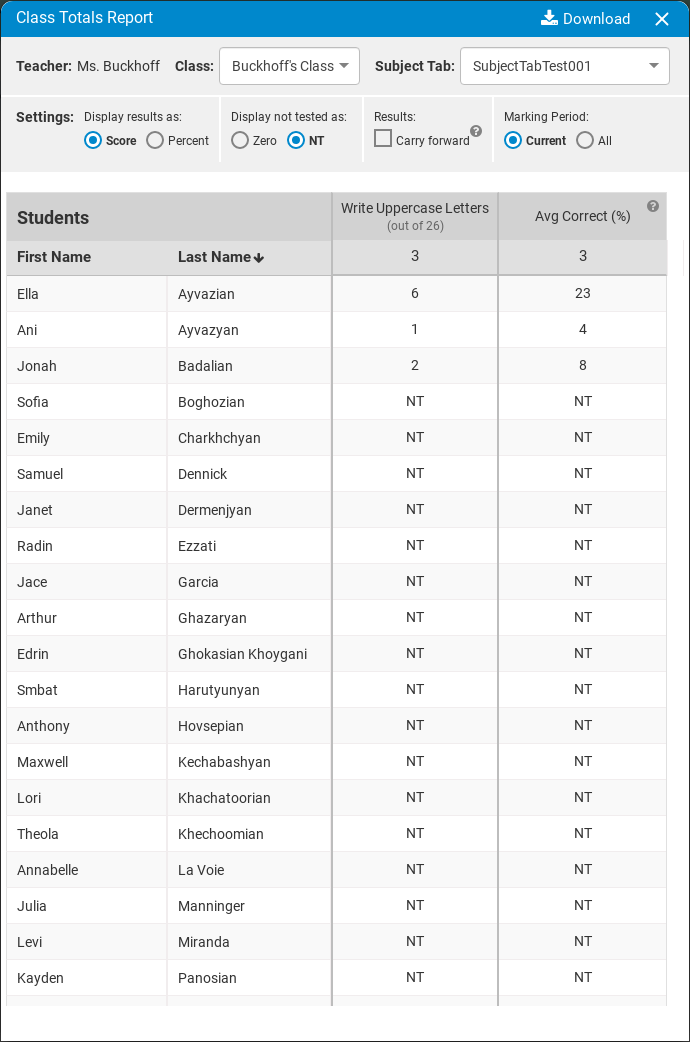 Class Totals Report Download
Teacher: Ms. Buckhoff Class: Buckhoff's Class Subject Tab: SubjectTabTest001
Settings: Display results as: Display not tested as: Results: Marking Period:
Score Percent Zero NT Carry forward ? Current All
Students Write Uppercase Letters (out of 26) Avg Correct (%) ?
First Name Last Name 3 3
Ella Ayvazian 6 23
Ani Ayvazyan 1 4
Jonah Badalian 2 8
Sofia Boghozian NT NT
Emily Charkhchyan NT NT
Samuel Dennick NT NT
Janet Dermenjyan NT NT
Radin Ezzati NT NT
Jace Garcia NT NT
Arthur Ghazaryan NT NT
Edrin Ghokasian Khoygani NT NT
Smbat Harutyunyan NT NT
Anthony Hovsepian NT NT
Maxwell Kechabashyan NT NT
Lori Khachatoorian NT NT
Theola Khechoomian NT NT
Annabelle La Voie NT NT
Julia Manninger NT NT
Levi Miranda NT NT
Kayden Panosian NT NT